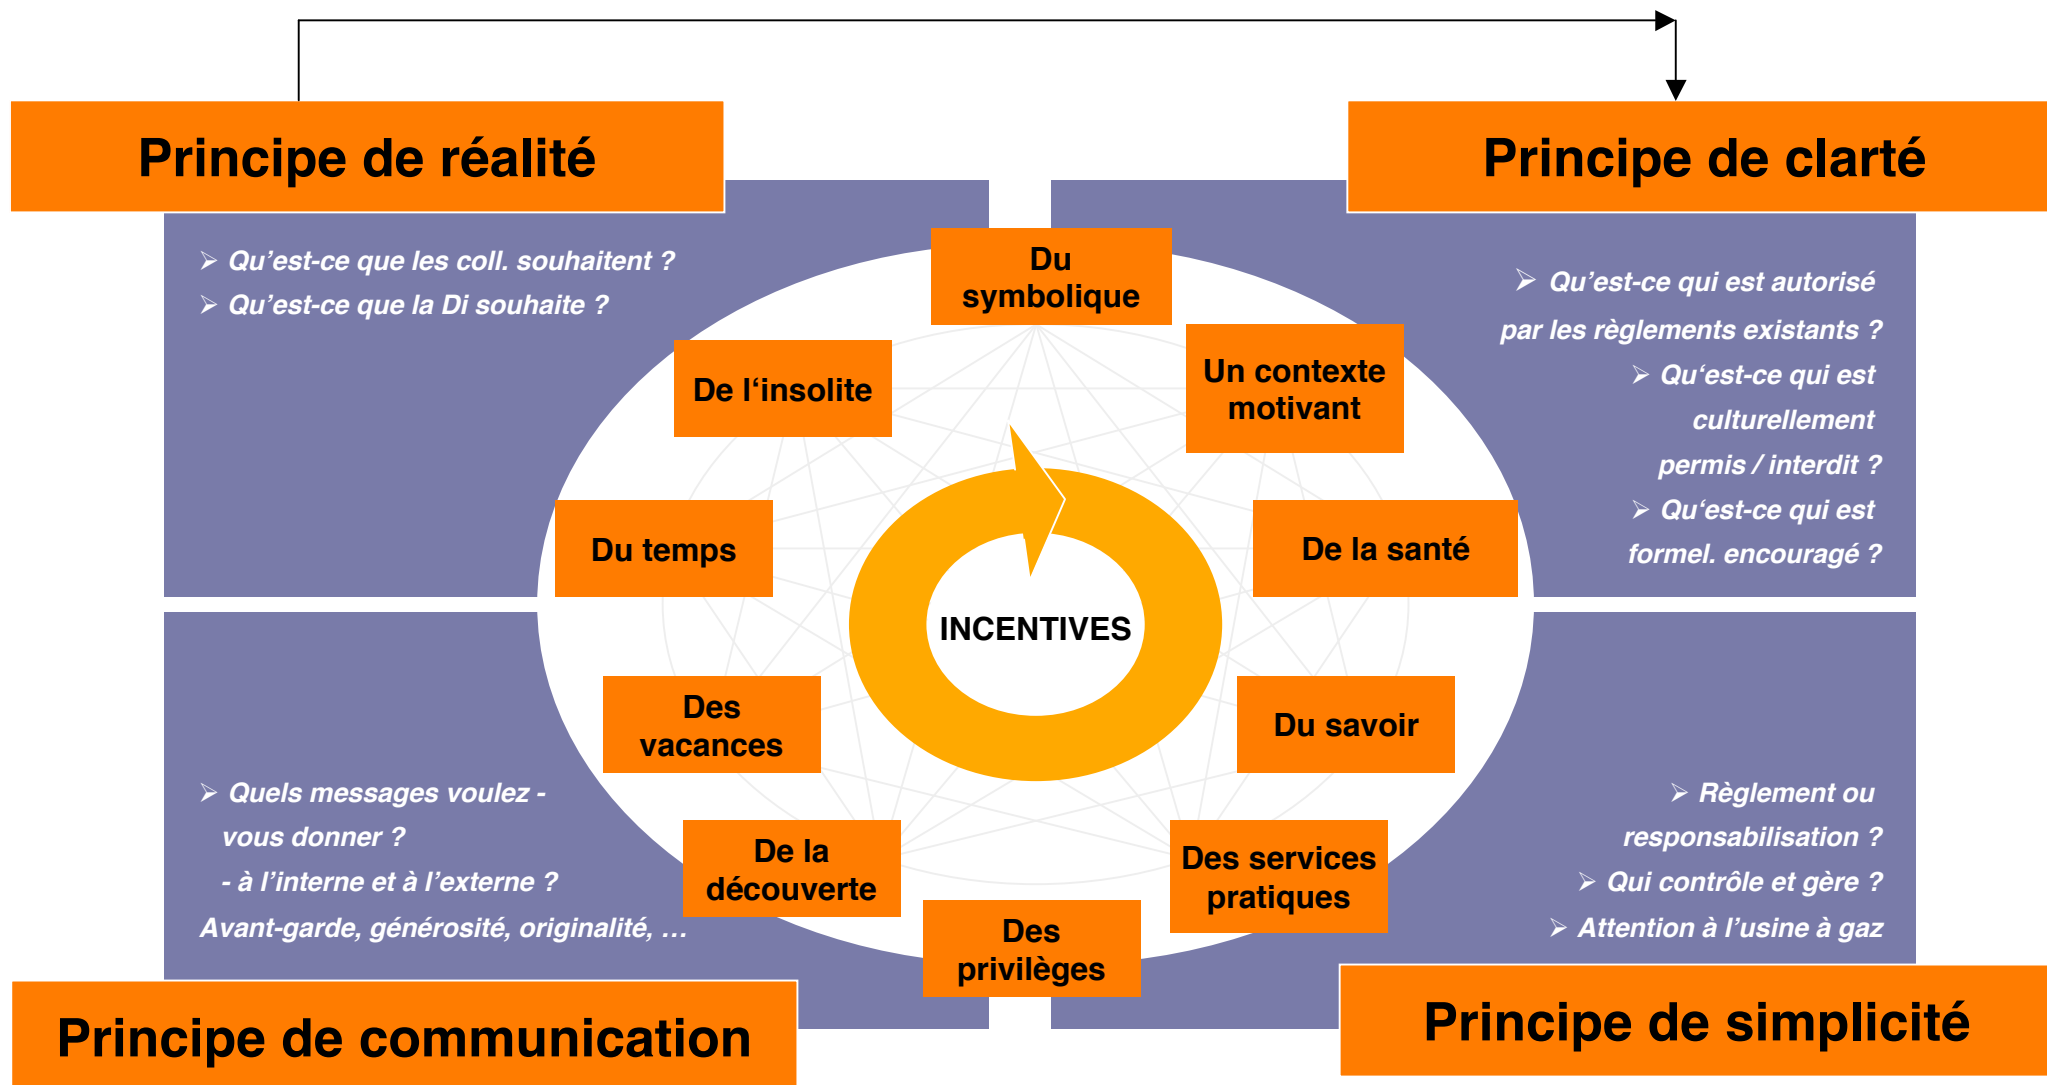 Principe de réalité
Principe de clarté
➢ Qu’est-ce que les coll. souhaitent ?
➢ Qu’est-ce que la Di souhaite ?
➢ Qu’est-ce qui est autorisé
par les règlements existants ?
➢ Qu‘est-ce qui est
culturellement
permis / interdit ?
➢ Qu‘est-ce qui est
formel. encouragé ?
Du
symbolique
Un contexte
motivant
De l‘insolite
De la santé
Du temps
INCENTIVES
Des
vacances
Du savoir
De la
découverte
Des services
pratiques
Des
privilèges
➢ Quels messages voulez -
vous donner ?
- à l’interne et à l’externe ?
Avant-garde, générosité, originalité, …
➢ Règlement ou
responsabilisation ?
➢ Qui contrôle et gère ?
➢ Attention à l’usine à gaz
Principe de communication
Principe de simplicité